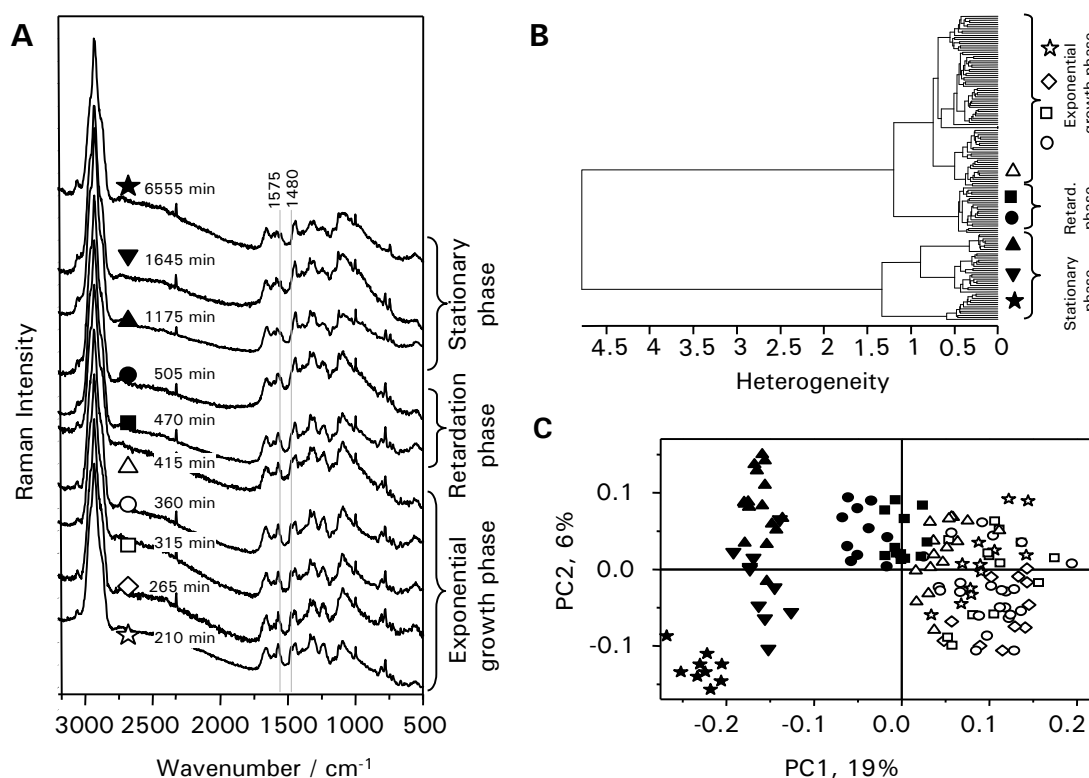 A
6555 min
1575
1480
1645 min
1175 min
505 min
470 min
415 min
360 min
315 min
265 min
210 min
Stationary
phase
Retardation
phase
Exponential
growth phase
Raman Intensity
3000 2500 2000 1500 1000 500
Wavenumber / cm-1
B
Exponential
growth phase
Retard.
phase
Stationary
phase
4.5 4 3.5 3 2.5 2 1.5 1 0.5 0
Heterogeneity
C
0.1
0.0
-0.1
PC2, 6%
-0.2 -0.1 0.0 0.1 0.2
PC1, 19%